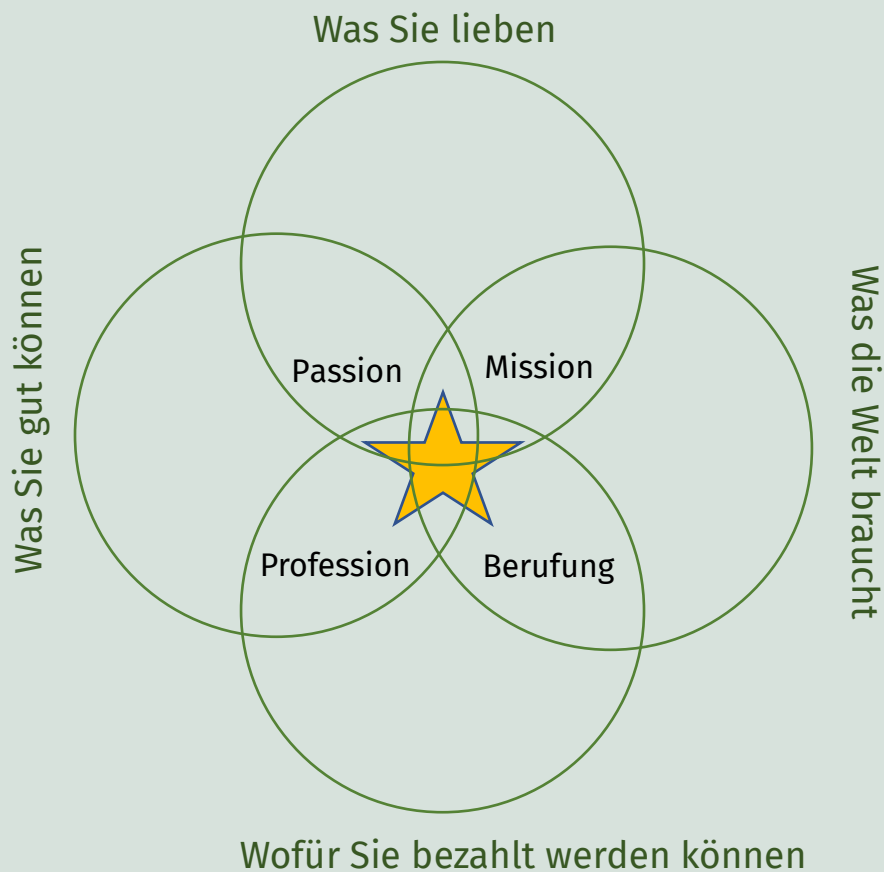 Was Sie lieben
Was Sie gut können
Was die Welt braucht
Passion
Mission
Profession
Berufung
Wofür Sie bezahlt werden können